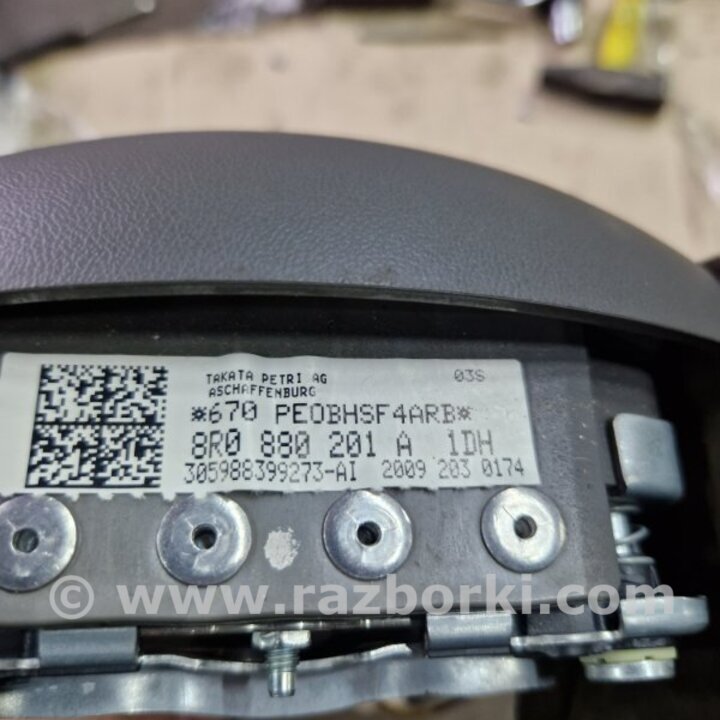 TAKATA PETRI AG 03S
ASCHAFFENBURG
*670 PE0BHSF4ARB*
8R0 880 201 A 1DH
305988399273-AI 2009 203 0174
© www.razborki.com